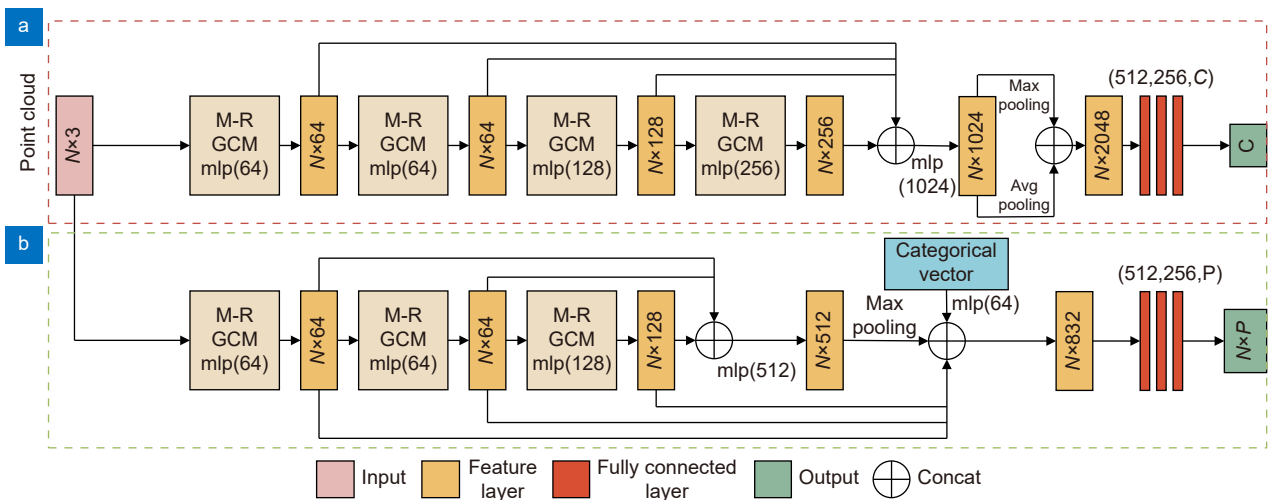 a
Point cloud
N×3
M-R
GCM
mlp(64)
N×64
M-R
GCM
mlp(64)
N×64
M-R
GCM
mlp(128)
N×128
M-R
GCM
mlp(256)
N×256
mlp
(1024)
N×1024
Max
pooling
Avg
pooling
N×2048
(512,256,C)
C
b
M-R
GCM
mlp(64)
N×64
M-R
GCM
mlp(64)
N×64
M-R
GCM
mlp(128)
N×128
mlp(512)
N×512
Max
pooling
Categorical
vector
mlp(64)
N×832
(512,256,P)
N×P
Input
Feature
layer
Fully connected
layer
Output
Concat